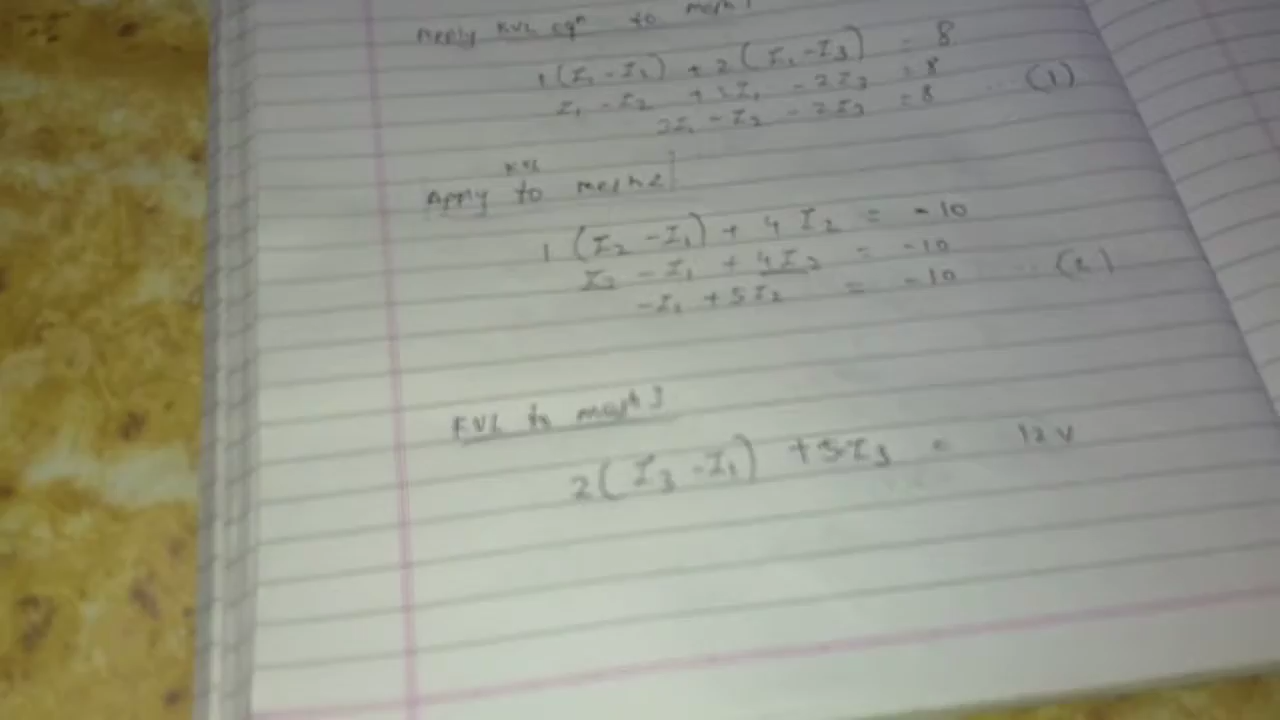 Apply KVL eqn to mesh 1
1(I1 - I1) + 2(I1 - I3) = 8
I1 - I2 + 2I1 - 2I3 = 8
3I1 - I2 - 2I3 = 8 .. (1)
KVL
Apply to mesh 2
1(I2 - I1) + 4I2 = -10
I2 - I1 + 4I2 = -10
-I1 + 5I2 = -10 .. (2)
KVL to mesh 3
2(I3 - I1) + 5I3 = 12V